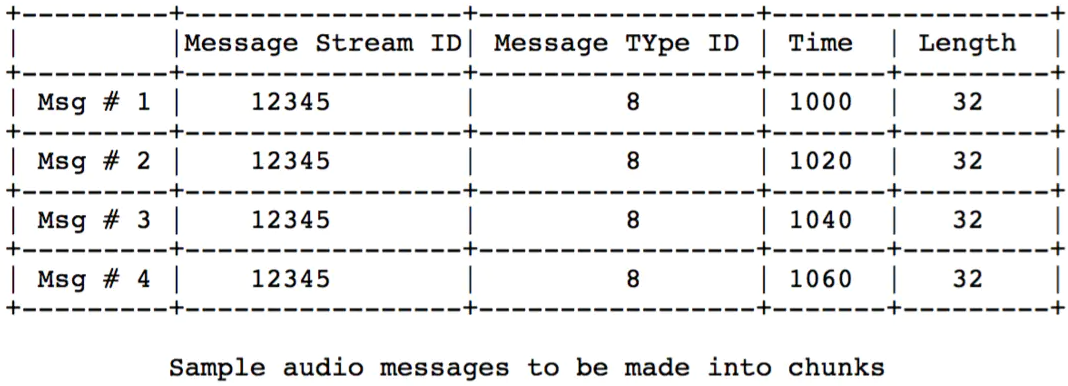 +---------+-----------------+-----------------+-----------------+
|         |Message Stream ID| Message TYpe ID | Time  | Length  |
+---------+-----------------+-----------------+-------+---------+
| Msg # 1 |    12345        |         8       | 1000  |   32    |
+---------+-----------------+-----------------+-------+---------+
| Msg # 2 |    12345        |         8       | 1020  |   32    |
+---------+-----------------+-----------------+-------+---------+
| Msg # 3 |    12345        |         8       | 1040  |   32    |
+---------+-----------------+-----------------+-------+---------+
| Msg # 4 |    12345        |         8       | 1060  |   32    |
+---------+-----------------+-----------------+-------+---------+
Sample audio messages to be made into chunks